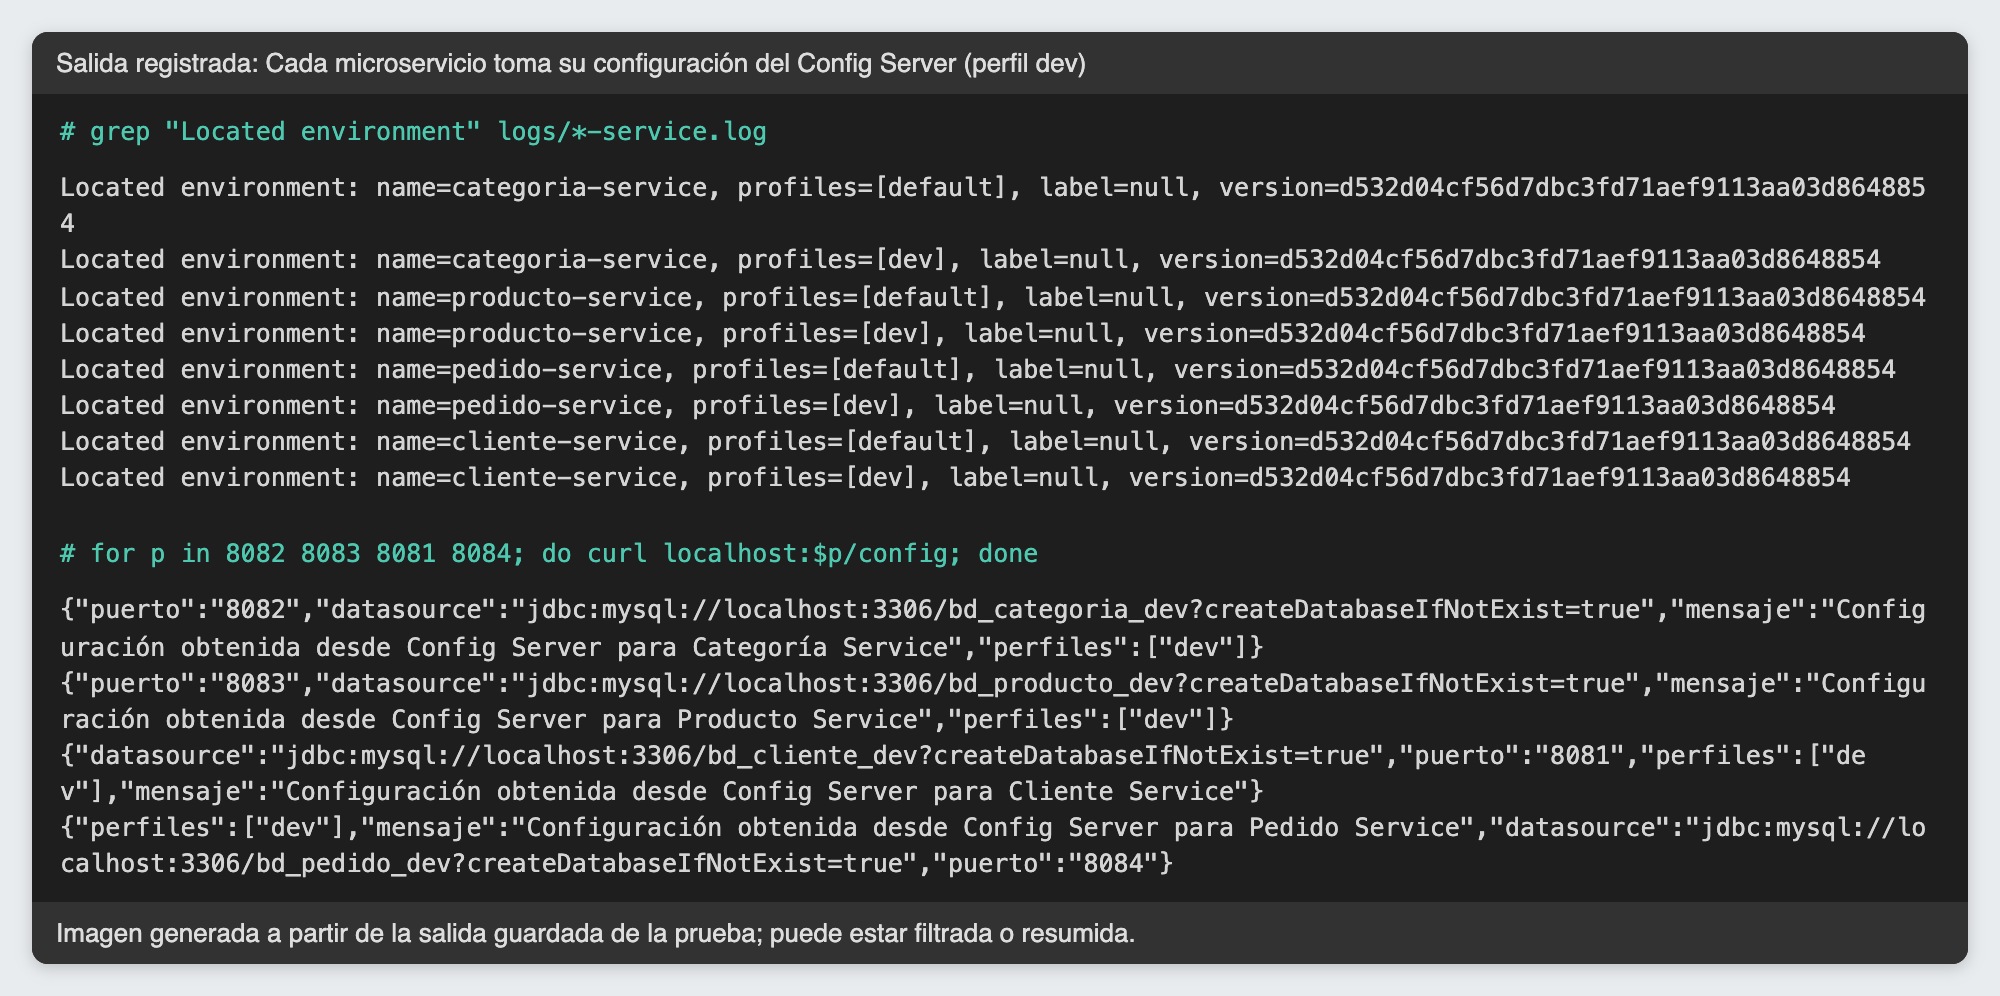 Salida registrada: Cada microservicio toma su configuración del Config Server (perfil dev)
# grep "Located environment" logs/*-service.log
Located environment: name=categoria-service, profiles=[default], label=null, version=d532d04cf56d7dbc3fd71aef9113aa03d864885
4
Located environment: name=categoria-service, profiles=[dev], label=null, version=d532d04cf56d7dbc3fd71aef9113aa03d8648854
Located environment: name=producto-service, profiles=[default], label=null, version=d532d04cf56d7dbc3fd71aef9113aa03d8648854
Located environment: name=producto-service, profiles=[dev], label=null, version=d532d04cf56d7dbc3fd71aef9113aa03d8648854
Located environment: name=pedido-service, profiles=[default], label=null, version=d532d04cf56d7dbc3fd71aef9113aa03d8648854
Located environment: name=pedido-service, profiles=[dev], label=null, version=d532d04cf56d7dbc3fd71aef9113aa03d8648854
Located environment: name=cliente-service, profiles=[default], label=null, version=d532d04cf56d7dbc3fd71aef9113aa03d8648854
Located environment: name=cliente-service, profiles=[dev], label=null, version=d532d04cf56d7dbc3fd71aef9113aa03d8648854
# for p in 8082 8083 8081 8084; do curl localhost:$p/config; done
{"puerto":"8082","datasource":"jdbc:mysql://localhost:3306/bd_categoria_dev?createDatabaseIfNotExist=true","mensaje":"Config
uración obtenida desde Config Server para Categoría Service","perfiles":["dev"]}
{"puerto":"8083","datasource":"jdbc:mysql://localhost:3306/bd_producto_dev?createDatabaseIfNotExist=true","mensaje":"Configu
ración obtenida desde Config Server para Producto Service","perfiles":["dev"]}
{"datasource":"jdbc:mysql://localhost:3306/bd_cliente_dev?createDatabaseIfNotExist=true","puerto":"8081","perfiles":["de
v"],"mensaje":"Configuración obtenida desde Config Server para Cliente Service"}
{"perfiles":["dev"],"mensaje":"Configuración obtenida desde Config Server para Pedido Service","datasource":"jdbc:mysql://lo
calhost:3306/bd_pedido_dev?createDatabaseIfNotExist=true","puerto":"8084"}
Imagen generada a partir de la salida guardada de la prueba; puede estar filtrada o resumida.